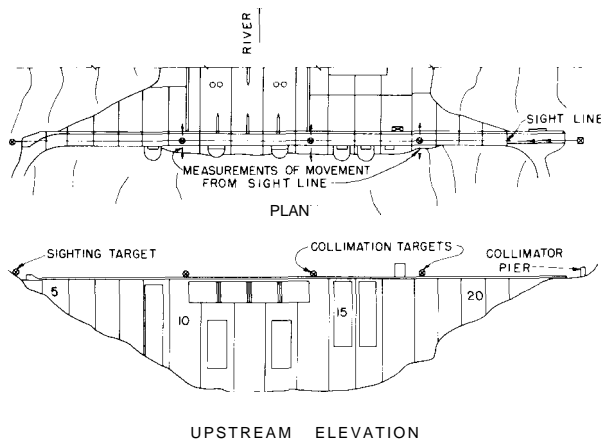 RIVER
SIGHT LINE
MEASUREMENTS OF MOVEMENT
FROM SIGHT LINE
PLAN
SIGHTING TARGET
COLLIMATION TARGETS
COLLIMATOR
PIER
5
10
15
20
UPSTREAM ELEVATION